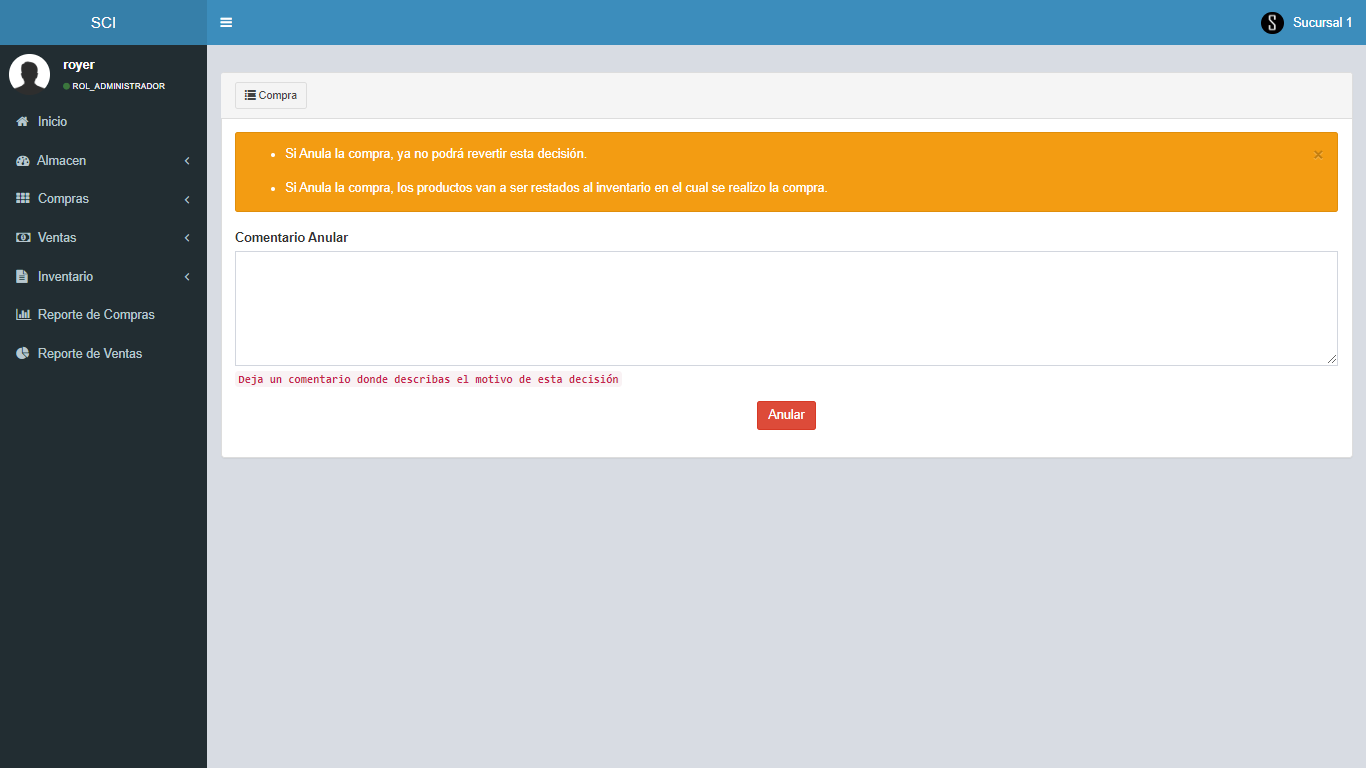 SCI
Sucursal 1
royer
ROL_ADMINISTRADOR
Inicio
Almacen
Compras
Ventas
Inventario
Reporte de Compras
Reporte de Ventas
Compra
Si Anula la compra, ya no podrá revertir esta decisión.
×
Si Anula la compra, los productos van a ser restados al inventario en el cual se realizo la compra.
Comentario Anular
Deja un comentario donde describas el motivo de esta decisión
Anular